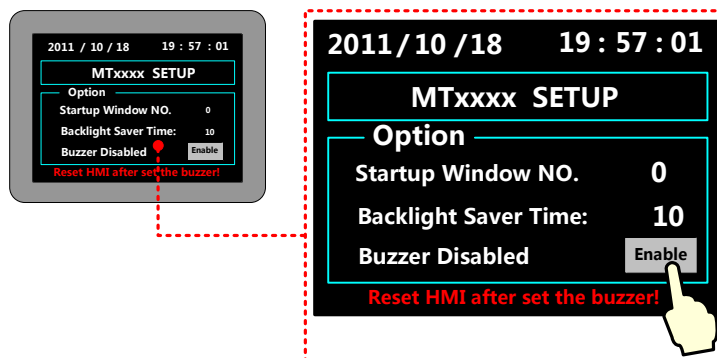 2011 / 10 / 18 19 : 57 : 01
MTxxxx SETUP
Option
Startup Window NO. 0
Backlight Saver Time: 10
Buzzer Disabled Enable
Reset HMI after set the buzzer!
2011/10/18 19:57:01
MTxxxx SETUP
Option
Startup Window NO. 0
Backlight Saver Time: 10
Buzzer Disabled Enable
Reset HMI after set the buzzer!